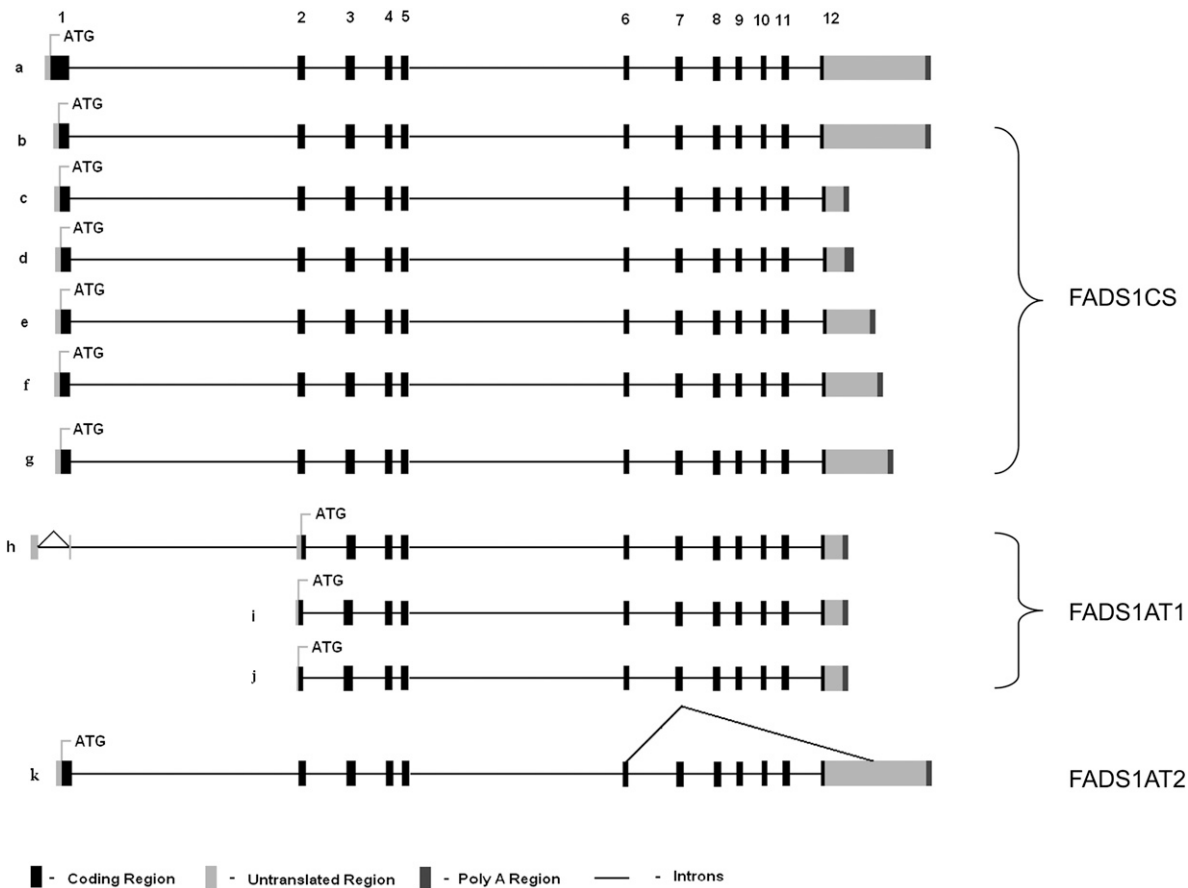 1 2 3 4 5 6 7 8 9 10 11 12
ATG
a
ATG
b
ATG
c
ATG
d
ATG
e
ATG
f
ATG
g
FADS1CS
ATG
h
ATG
i
ATG
j
FADS1AT1
ATG
k
FADS1AT2
- Coding Region - Untranslated Region - Poly A Region - Introns